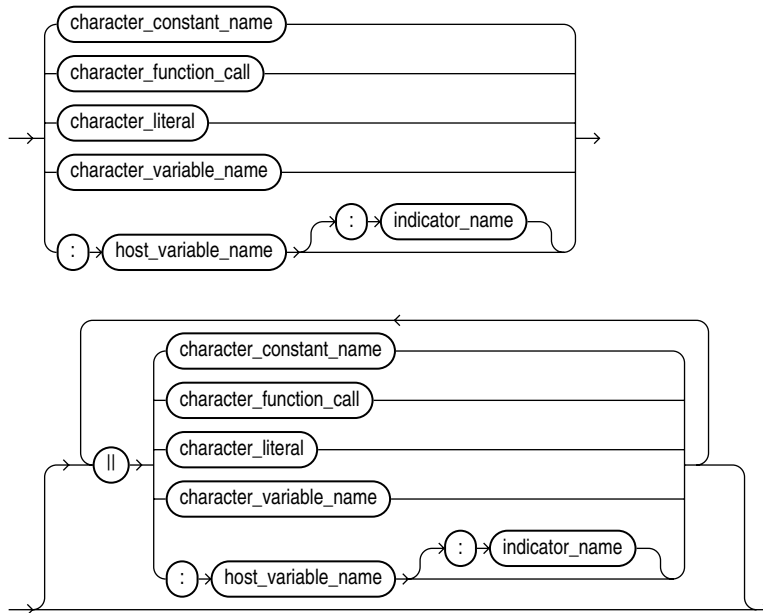 character_constant_name
character_function_call
character_literal
character_variable_name
: host_variable_name : indicator_name
character_constant_name
character_function_call
||
character_literal
character_variable_name
: host_variable_name : indicator_name